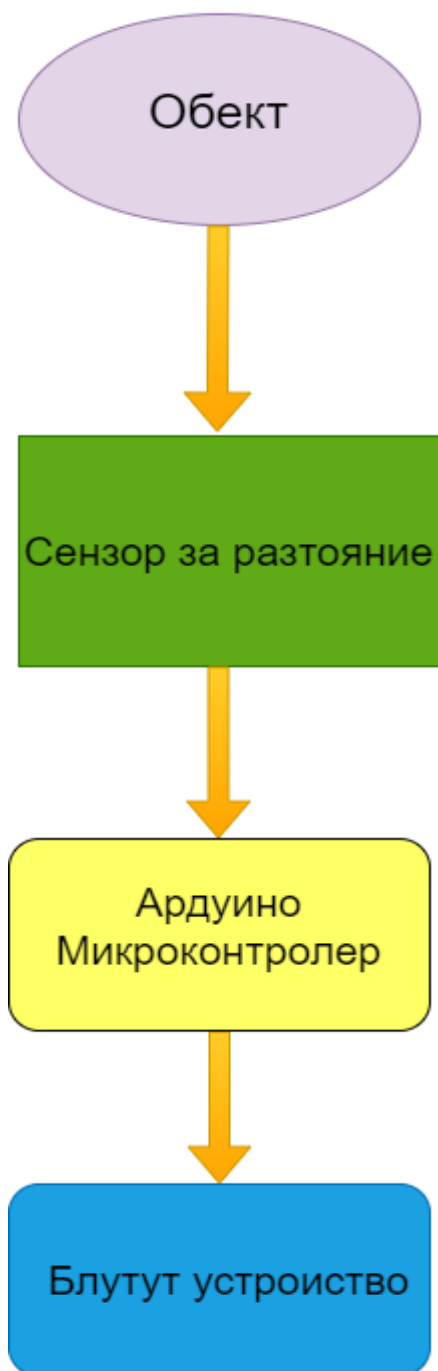 Обект
Сензор за разтояние
Ардуино
Микроконтролер
Блутут устроиство